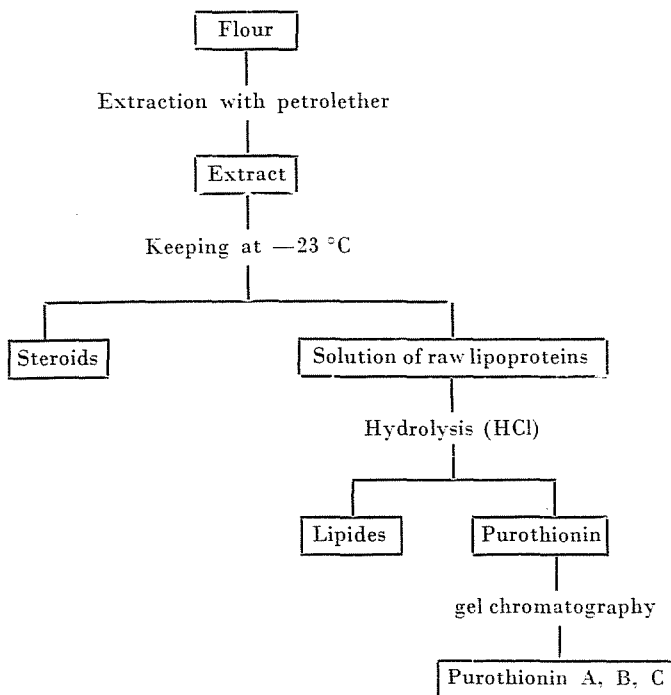 Flour
Extraction with petrolether
Extract
Keeping at —23 °C
Steroids
Solution of raw lipoproteins
Hydrolysis (HCl)
Lipides
Purothionin
gel chromatography
Purothionin A, B, C